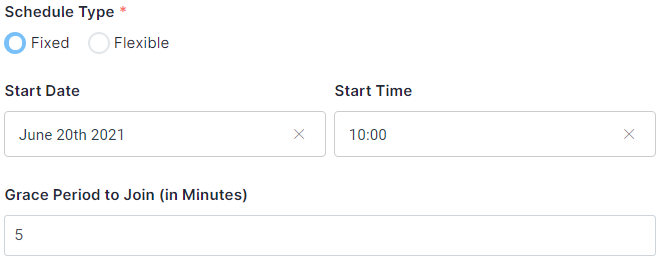 Schedule Type *
Fixed Flexible
Start Date Start Time
June 20th 2021 10:00
Grace Period to Join (in Minutes)
5